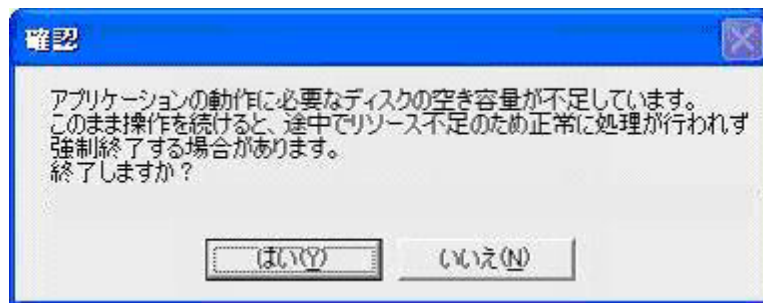 確認
アプリケーションの動作に必要なディスクの空き容量が不足しています。
このまま操作を続けると、途中でリソース不足のため正常に処理が行われず
強制終了する場合があります。
終了しますか？
はい(Y) いいえ(N)